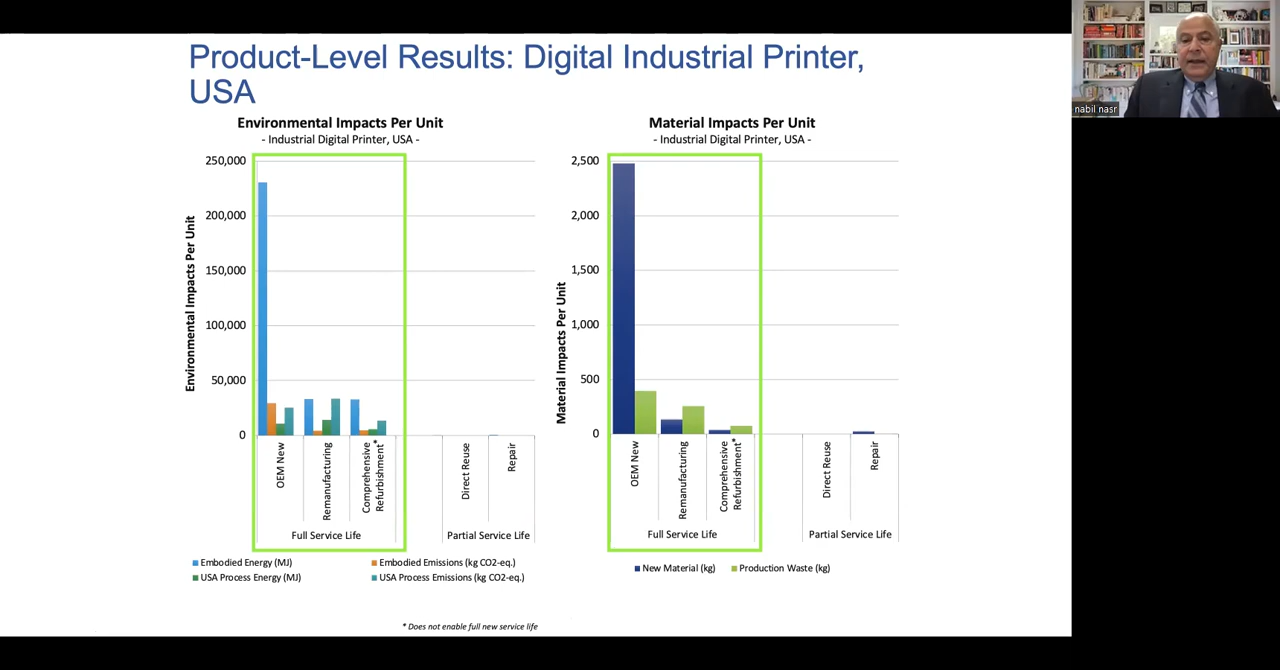 Product-Level Results: Digital Industrial Printer,
USA
Environmental Impacts Per Unit
- Industrial Digital Printer, USA -
Environmental Impacts Per Unit
250,000
200,000
150,000
100,000
50,000
0
OEM New
Remanufacturing
Comprehensive
Refurbishment*
Direct Reuse
Repair
Full Service Life
Partial Service Life
Embodied Energy (MJ)
Embodied Emissions (kg CO2-eq.)
USA Process Energy (MJ)
USA Process Emissions (kg CO2-eq.)
Material Impacts Per Unit
- Industrial Digital Printer, USA -
Material Impacts Per Unit
2,500
2,000
1,500
1,000
500
0
OEM New
Remanufacturing
Comprehensive
Refurbishment*
Direct Reuse
Repair
Full Service Life
Partial Service Life
New Material (kg)
Production Waste (kg)
* Does not enable full new service life
nabil nasr